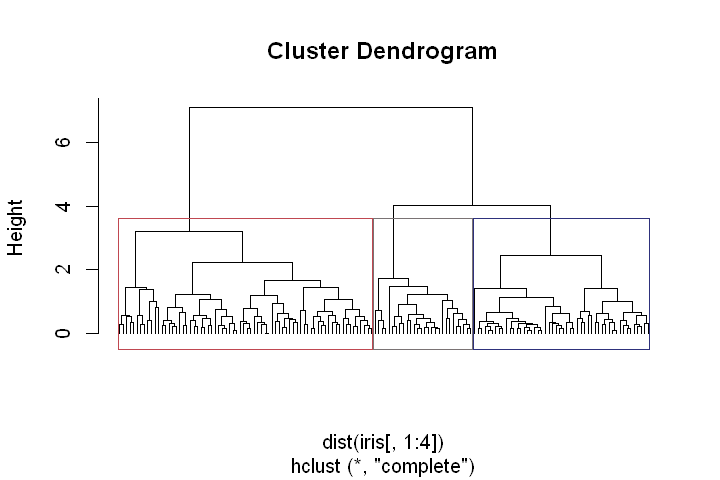 Cluster Dendrogram
Height
6
4
2
0
dist(iris[, 1:4])
hclust (*, "complete")